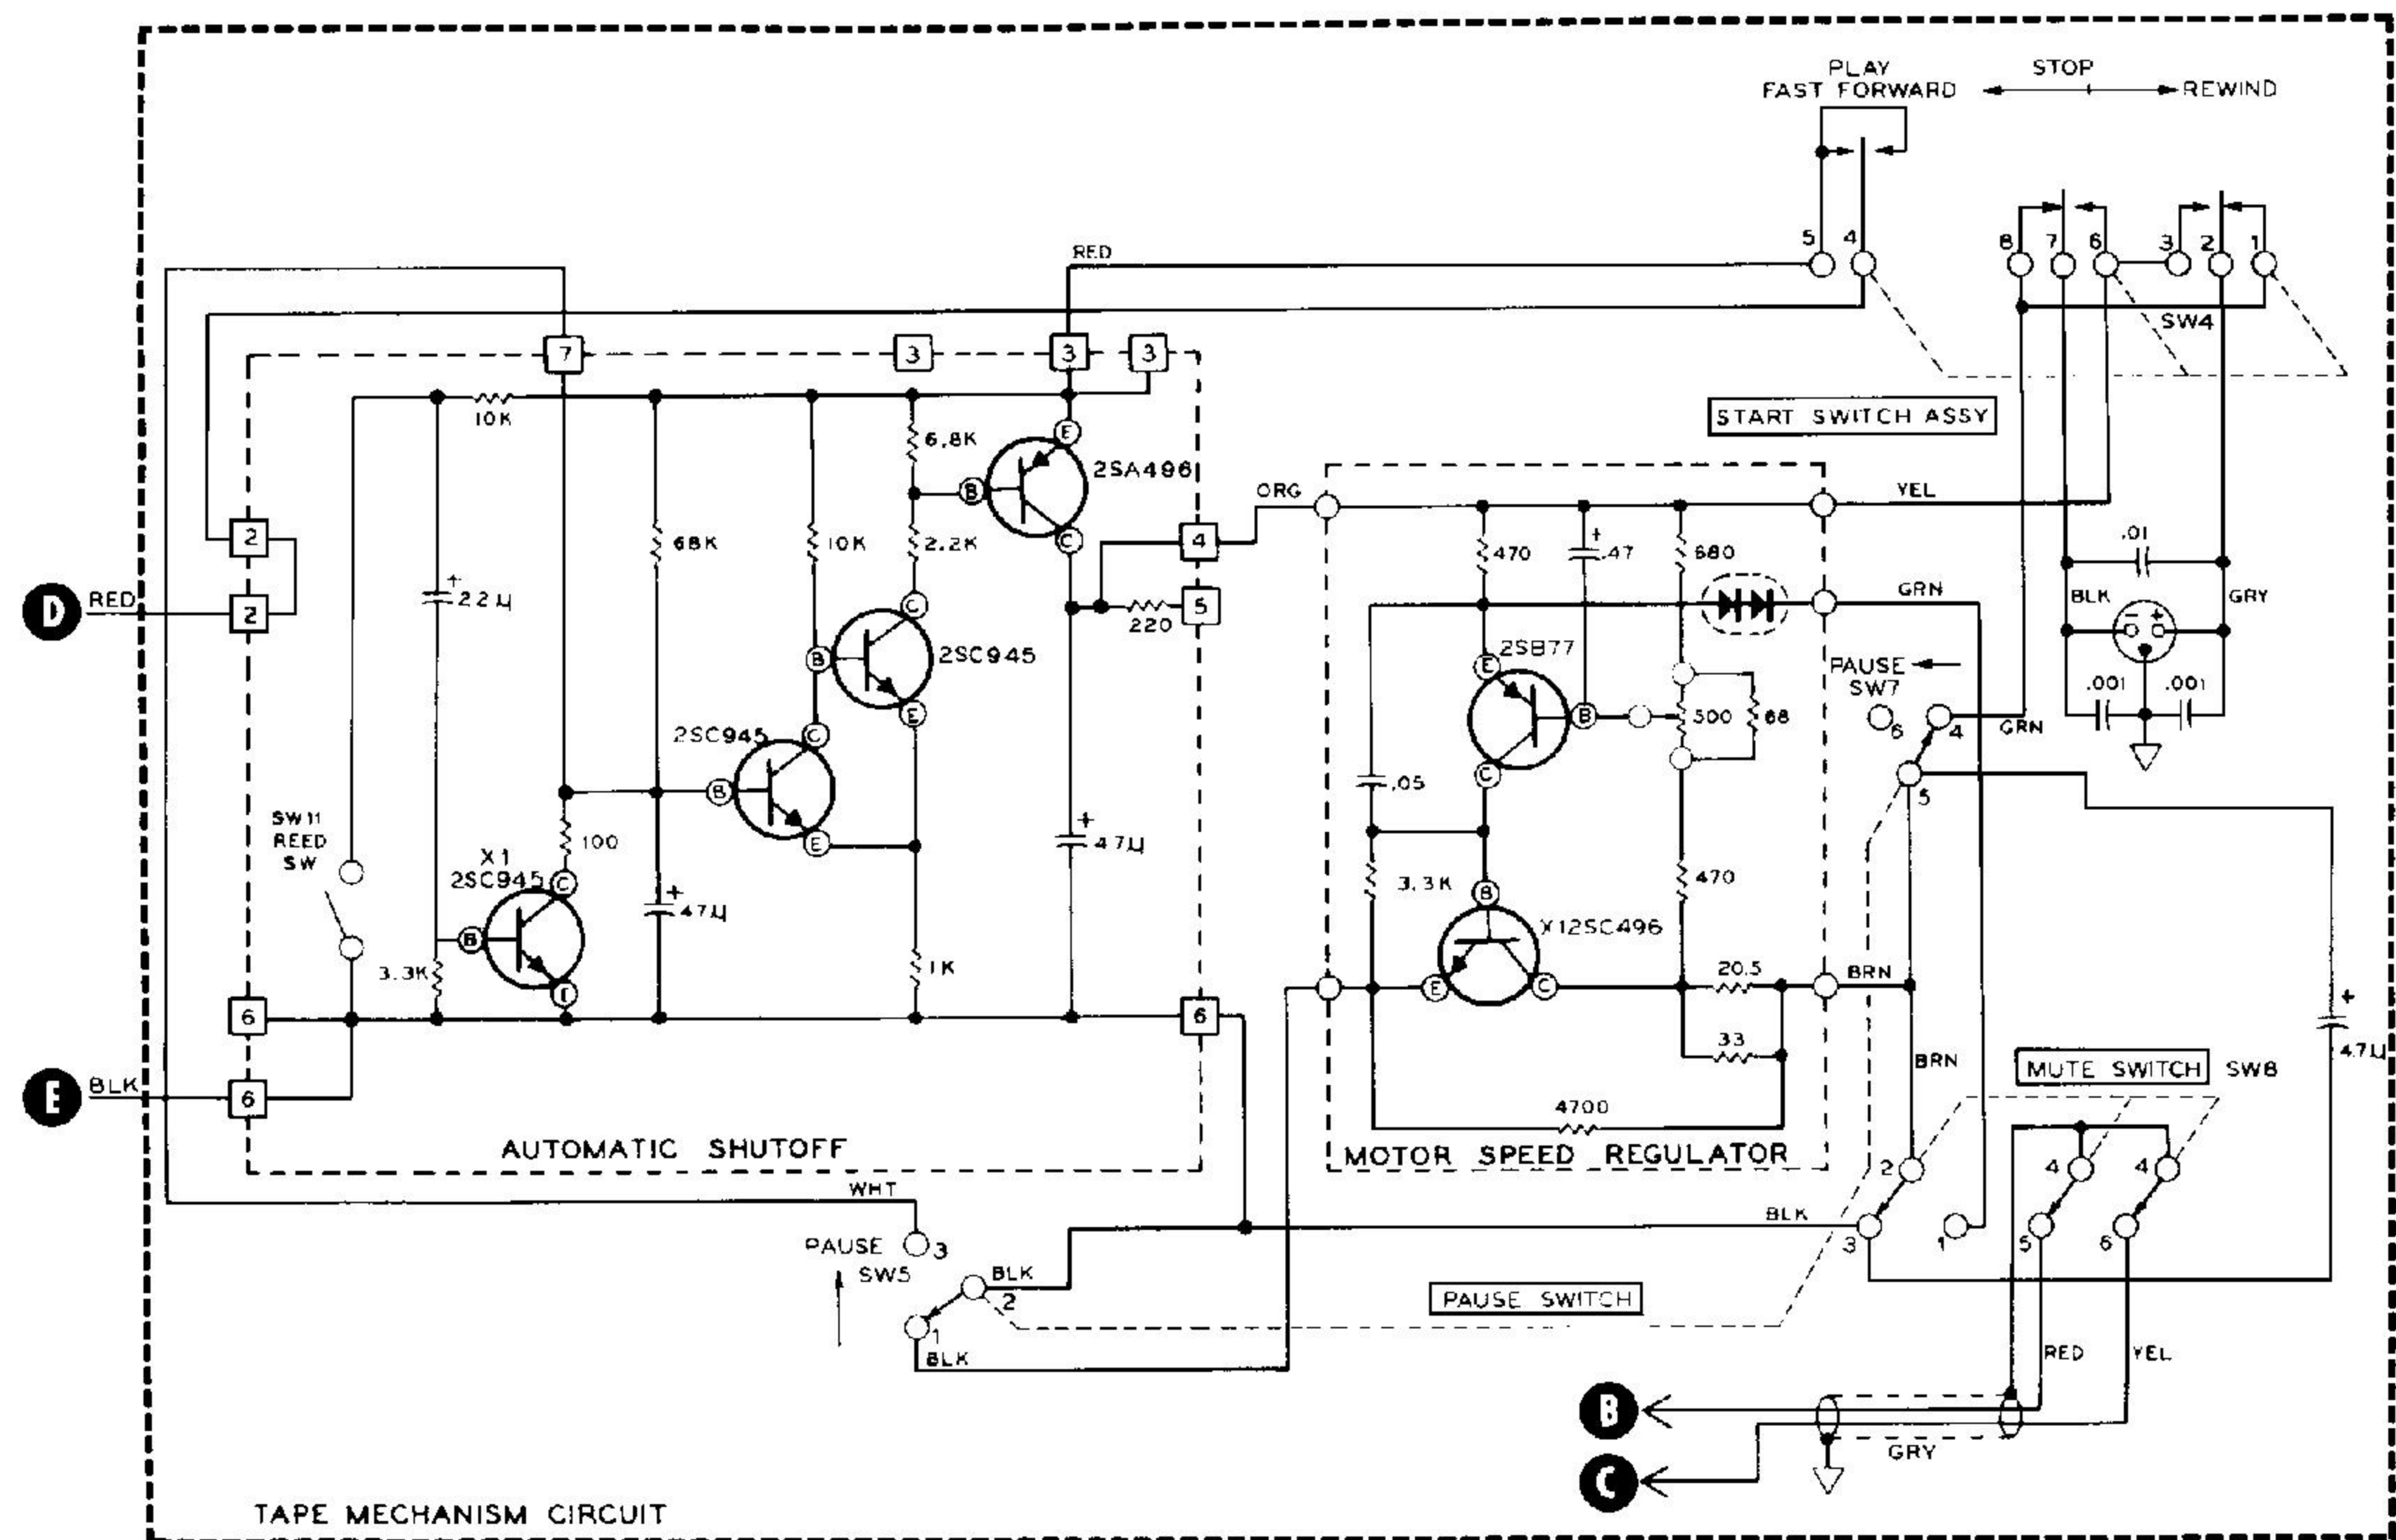 PLAY
FAST FORWARD
STOP
REWIND
RED
5
4
8
7
6
3
2
1
SW4
7
3
3
3
10K
6.8K
2SA496
START SWITCH ASSY
E
B
C
ORG
YEL
2
68K
10K
2.2K
4
470
+
.47
680
.01
D
RED
2
+
22µ
C
5
220
GRN
BLK
GRY
- +
2SB77
E
B
2SC945
E
PAUSE
SW7
6
4
GRN
.001
.001
B
500
68
2SC945
C
B
E
C
.05
5
SW11
REED
SW
100
+
47µ
X1
2SC945
C
B
E
+
47µ
3.3K
B
470
X12SC496
3.3K
1K
E
C
20.5
BRN
+
47µ
6
6
33
BRN
MUTE SWITCH
SW8
E
BLK
6
4700
AUTOMATIC SHUTOFF
MOTOR SPEED REGULATOR
2
4
4
WHT
BLK
3
1
5
6
PAUSE
SW5
3
BLK
2
1
BLK
PAUSE SWITCH
RED
YEL
B
C
GRY
TAPE MECHANISM CIRCUIT